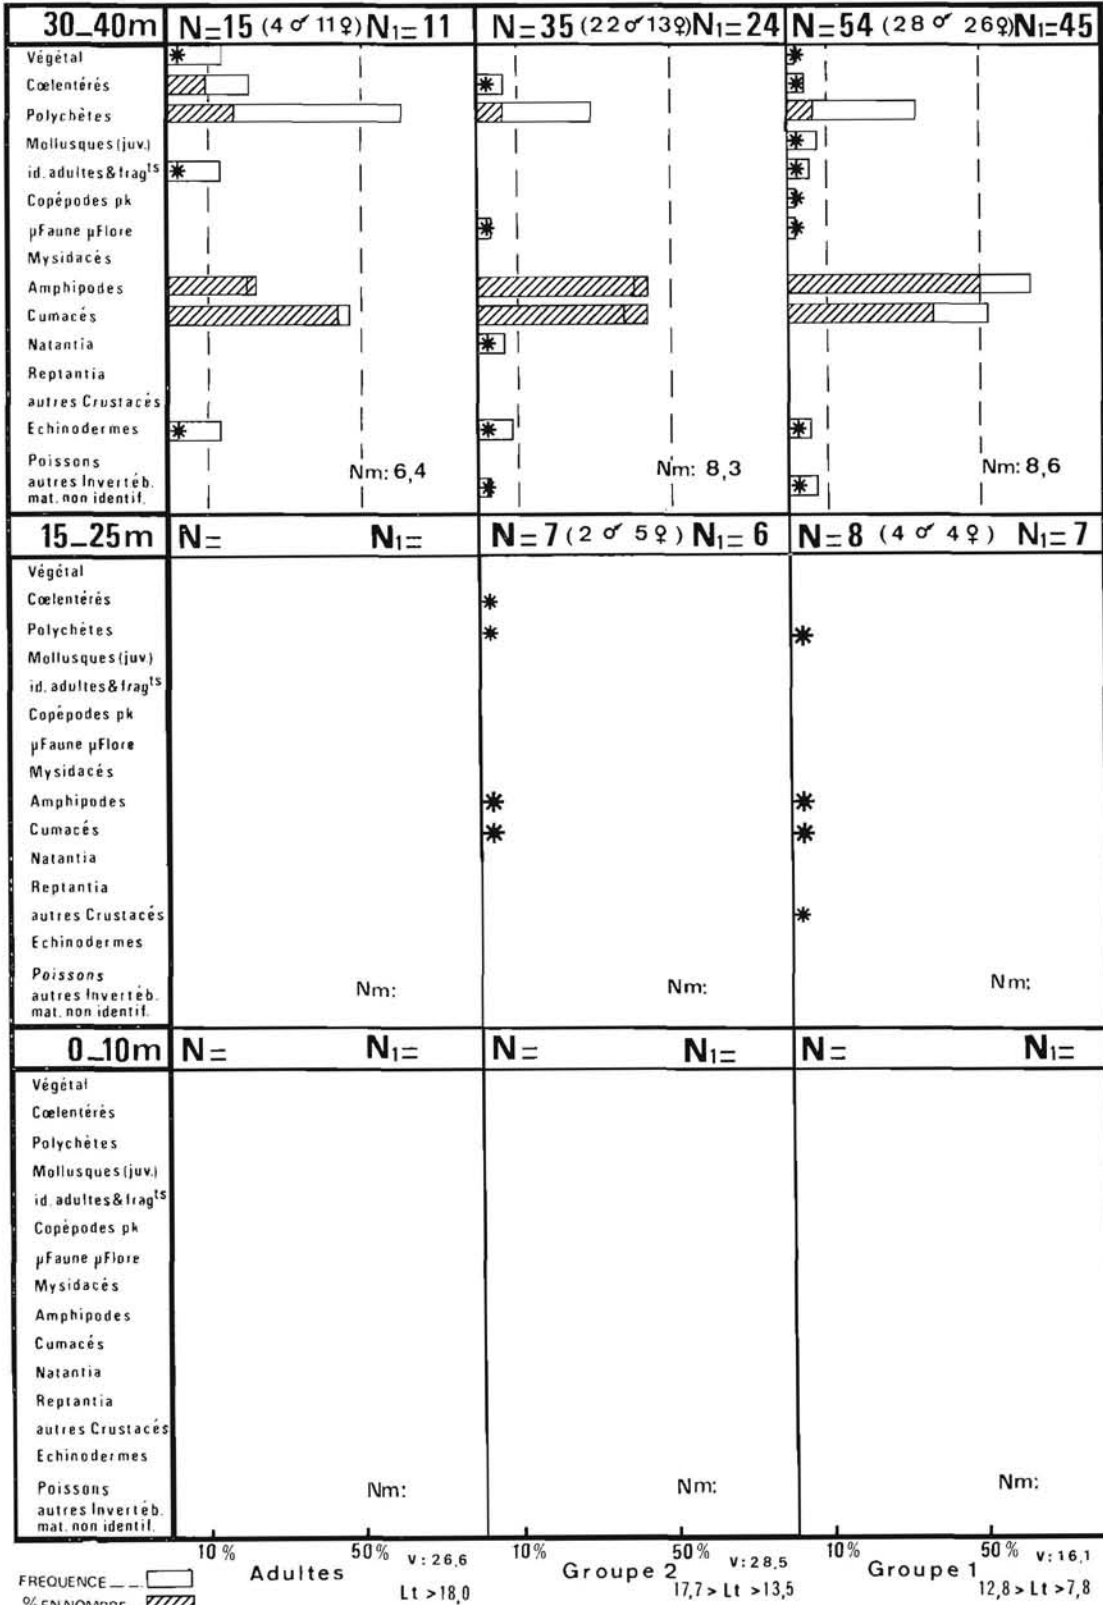 30_40m N=15 (4 ♂ 11♀) N1=11 N=35 (22♂13♀) N1=24 N=54 (28 ♂ 26♀) N1=45
Végétal
Cœlentérés
Polychètes
Mollusques (juv.)
id. adultes & fragts
Copépodes pk
µFaune µFlore
Mysidacés
Amphipodes
Cumacés
Natantia
Reptantia
autres Crustacés
Echinodermes
Poissons
autres Invertéb.
mat. non identif.
Nm: 6,4 Nm: 8,3 Nm: 8,6
15_25m N= N1= N=7 (2 ♂ 5♀) N1=6 N=8 (4 ♂ 4♀) N1=7
Végétal
Cœlentérés
Polychètes
Mollusques (juv.)
id. adultes & fragts
Copépodes pk
µFaune µFlore
Mysidacés
Amphipodes
Cumacés
Natantia
Reptantia
autres Crustacés
Echinodermes
Poissons
autres Invertéb.
mat. non identif.
Nm: Nm: Nm:
0_10m N= N1= N= N1= N= N1=
Végétal
Cœlentérés
Polychètes
Mollusques (juv.)
id. adultes & fragts
Copépodes pk
µFaune µFlore
Mysidacés
Amphipodes
Cumacés
Natantia
Reptantia
autres Crustacés
Echinodermes
Poissons
autres Invertéb.
mat. non identif.
Nm: Nm: Nm:
10% 50% 10% 50% 10% 50%
v: 26,6 v: 28,5 v: 16,1
Adultes Groupe 2 Groupe 1
Lt >18,0 17,7 > Lt >13,5 12,8 > Lt >7,8
FREQUENCE
% EN NOMBRE